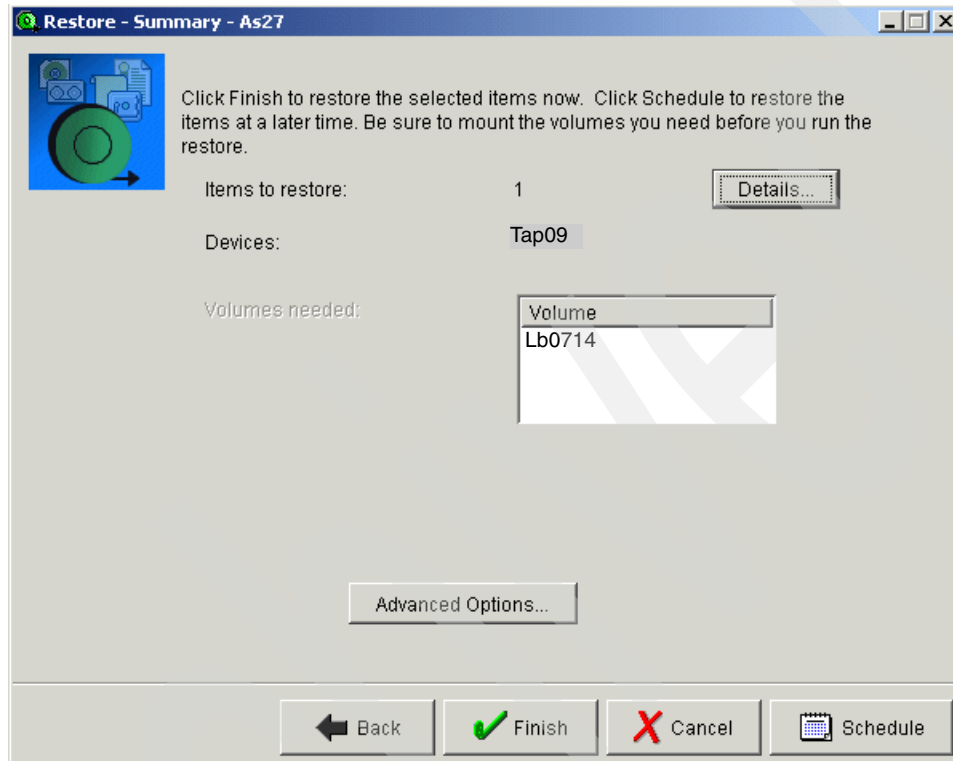 Restore - Summary - As27
Click Finish to restore the selected items now. Click Schedule to restore the
items at a later time. Be sure to mount the volumes you need before you run the
restore.
Items to restore: 1 Details...
Devices: Tap09
Volumes needed: Volume
Lb0714
Advanced Options...
Back Finish Cancel Schedule